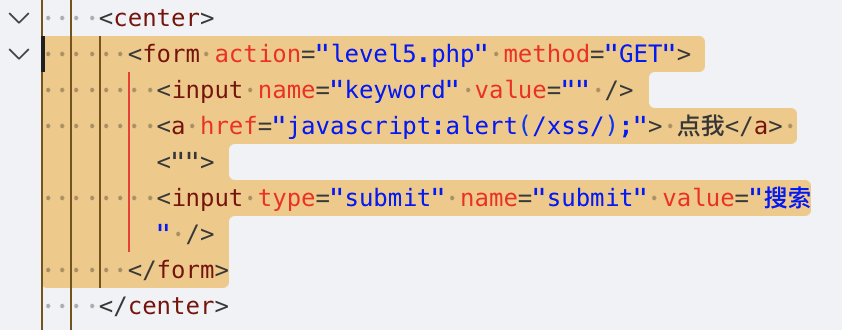 <center>
<form action="level5.php" method="GET">
<input name="keyword" value="" />
<a href="javascript:alert(/xss/);"> 点我</a>
<"">
<input type="submit" name="submit" value="搜索
" />
</form>
</center>